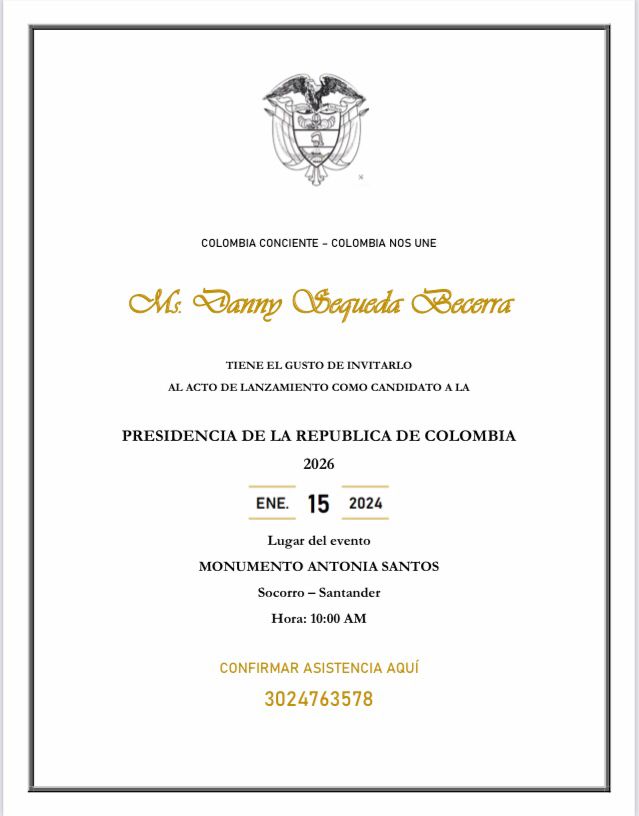 COLOMBIA CONCIENTE – COLOMBIA NOS UNE
Ms. Danny Sequeda Becerra
TIENE EL GUSTO DE INVITARLO
AL ACTO DE LANZAMIENTO COMO CANDIDATO A LA
PRESIDENCIA DE LA REPUBLICA DE COLOMBIA
2026
ENE. 15 2024
Lugar del evento
MONUMENTO ANTONIA SANTOS
Socorro – Santander
Hora: 10:00 AM
CONFIRMAR ASISTENCIA AQUÍ
3024763578